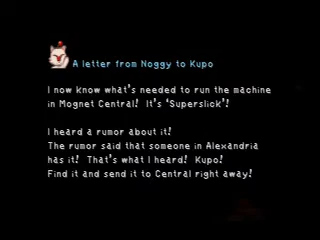 A letter from Noggy to Kupo
I now know what's needed to run the machine
in Mognet Central! It's 'Superslick'!
I heard a rumor about it!
The rumor said that someone in Alexandria
has it! That's what I heard! Kupo!
Find it and send it to Central right away!